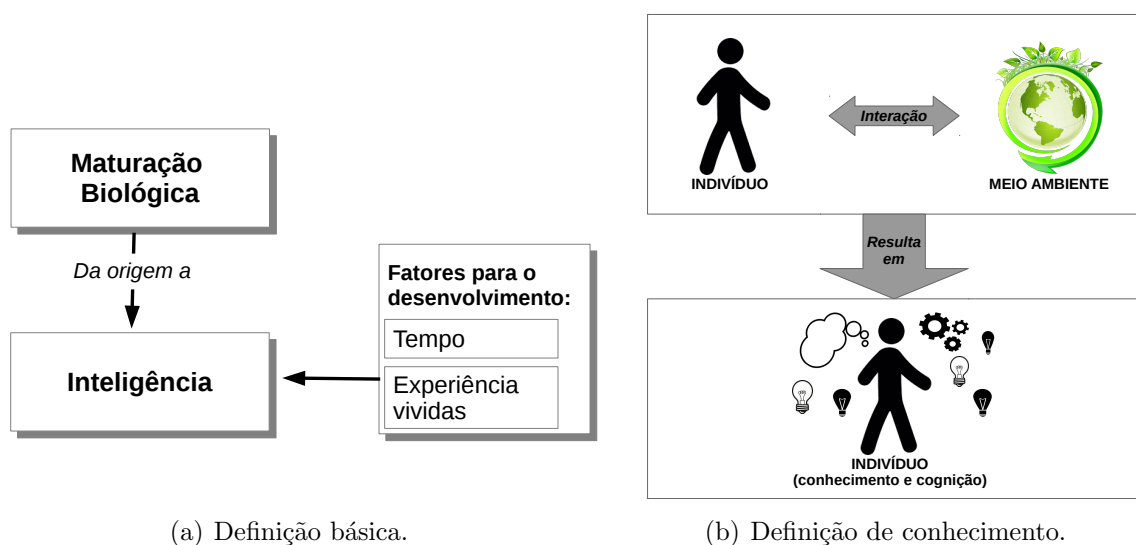 Maturação
Biológica
Da origem a
Inteligência
Fatores para o
desenvolvimento:
Tempo
Experiência
vividas
(a) Definição básica.
Interação
INDIVÍDUO
MEIO AMBIENTE
Resulta
em
INDIVÍDUO
(conhecimento e cognição)
(b) Definição de conhecimento.